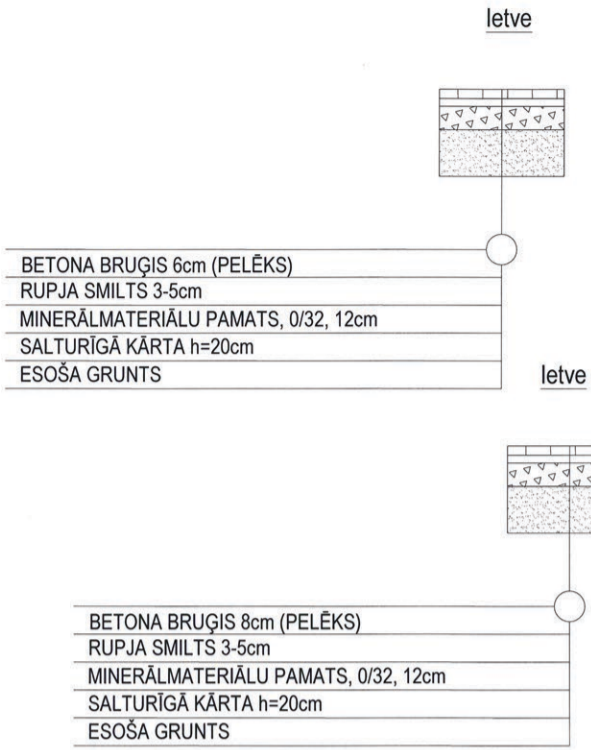 Ietve
BETONA BRUĢIS 6cm (PELĒKS)
RUPJA SMILTS 3-5cm
MINERĀLMATERIĀLU PAMATS, 0/32, 12cm
SALTURĪGĀ KĀRTA h=20cm
ESOŠA GRUNTS
Ietve
BETONA BRUĢIS 8cm (PELĒKS)
RUPJA SMILTS 3-5cm
MINERĀLMATERIĀLU PAMATS, 0/32, 12cm
SALTURĪGĀ KĀRTA h=20cm
ESOŠA GRUNTS